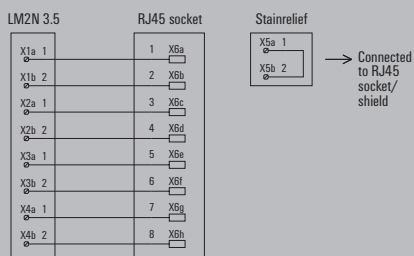 LM2N 3.5 RJ45 socket Stainrelief
X1a 1 1 X6a
X1b 2 2 X6b
X2a 1 3 X6c
X2b 2 4 X6d
X3a 1 5 X6e
X3b 2 6 X6f
X4a 1 7 X6g
X4b 2 8 X6h
X5a 1
X5b 2
Connected
to RJ45
socket/
shield